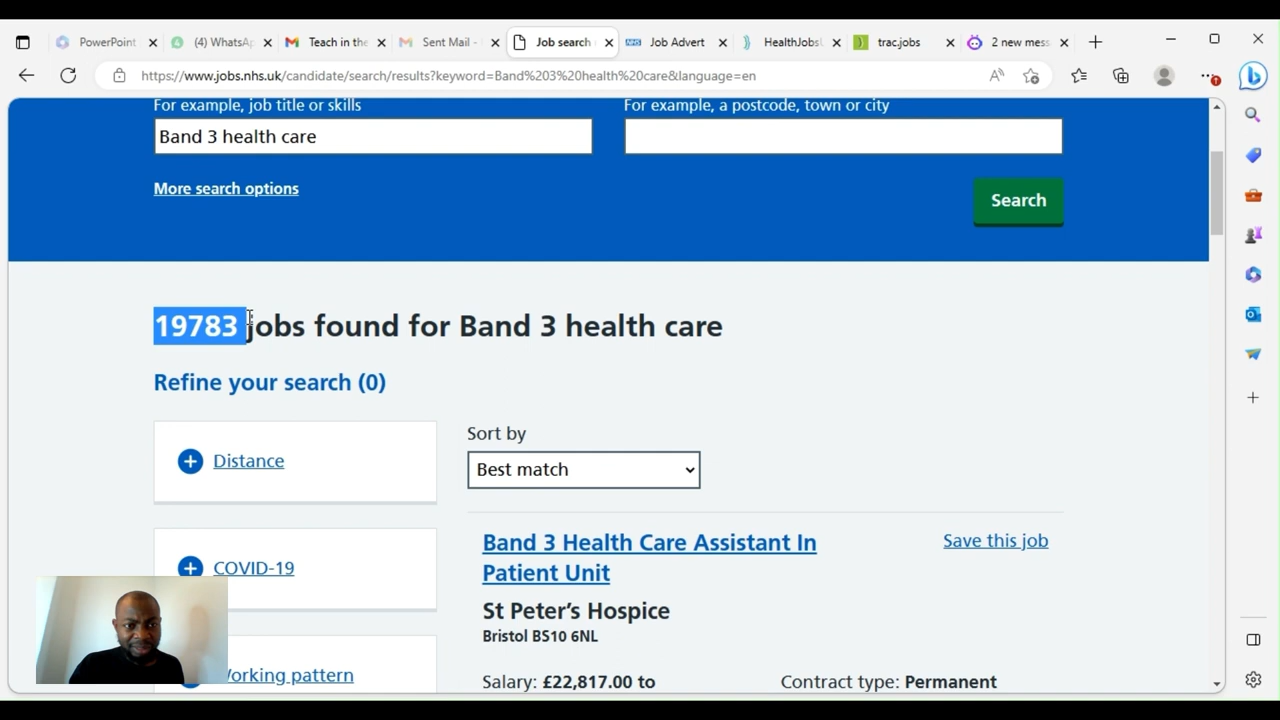 PowerPoint
(4) WhatsAp
Teach in the
Sent Mail -
Job search
NHS
Job Advert
HealthJobsU
trac.jobs
2 new mess
https://www.jobs.nhs.uk/candidate/search/results?keyword=Band%203%20health%20care&language=en
For example, job title or skills
For example, a postcode, town or city
Band 3 health care
More search options
Search
19783 jobs found for Band 3 health care
Refine your search (0)
Distance
Sort by
Best match
COVID-19
Band 3 Health Care Assistant In
Patient Unit
Save this job
St Peter’s Hospice
Bristol BS10 6NL
Working pattern
Salary: £22,817.00 to
Contract type: Permanent